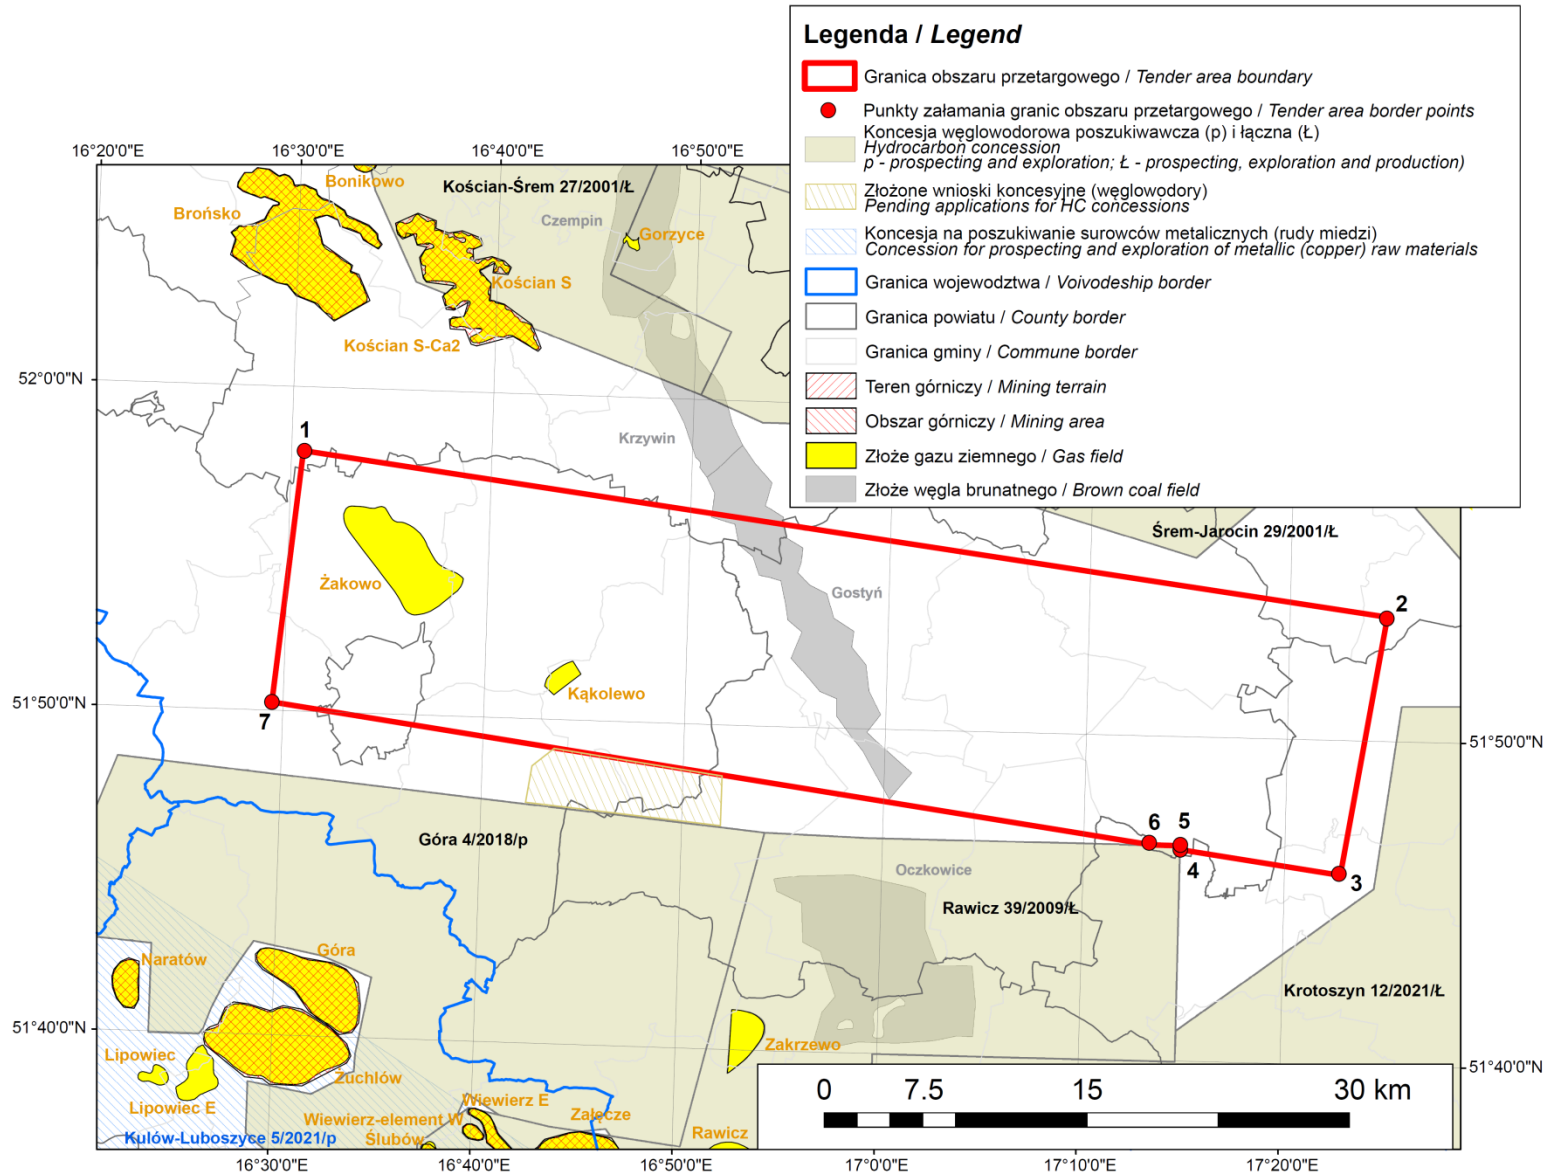 Legenda / Legend
Granica obszaru przetargowego / Tender area boundary
Punkty załamania granic obszaru przetargowego / Tender area border points
Koncesja węglowodorowa poszukiwawcza (p) i łączna (Ł)
Hydrocarbon concession
p - prospecting and exploration; Ł - prospecting, exploration and production)
Złożone wnioski koncesyjne (węglowodory)
Pending applications for HC concessions
Koncesja na poszukiwanie surowców metalicznych (rudy miedzi)
Concession for prospecting and exploration of metallic (copper) raw materials
Granica wojewodztwa / Voivodeship border
Granica powiatu / County border
Granica gminy / Commune border
Teren górniczy / Mining terrain
Obszar górniczy / Mining area
Złoże gazu ziemnego / Gas field
Złoże węgla brunatnego / Brown coal field
16°20'0"E
16°30'0"E
16°40'0"E
16°50'0"E
Bonikowo
Kościan-Śrem 27/2001/Ł
Brońsko
Czempin
Gorzyce
Kościan S
Kościan S-Ca2
52°0'0"N
1
Krzywin
Śrem-Jarocin 29/2001/Ł
Żakowo
Gostyń
2
Kąkolewo
51°50'0"N
7
51°50'0"N
6
5
4
3
Góra 4/2018/p
Oczkowice
Rawicz 39/2009/Ł
Naratów
Góra
Krotoszyn 12/2021/Ł
51°40'0"N
Lipowiec
Zakrzewo
51°40'0"N
Żuchlów
Lipowiec E
Wiewierz E
Wiewierz-element W
Załęcze
Ślubów
Rawicz
Kulów-Luboszyce 5/2021/p
0
7.5
15
30 km
16°30'0"E
16°40'0"E
16°50'0"E
17°0'0"E
17°10'0"E
17°20'0"E